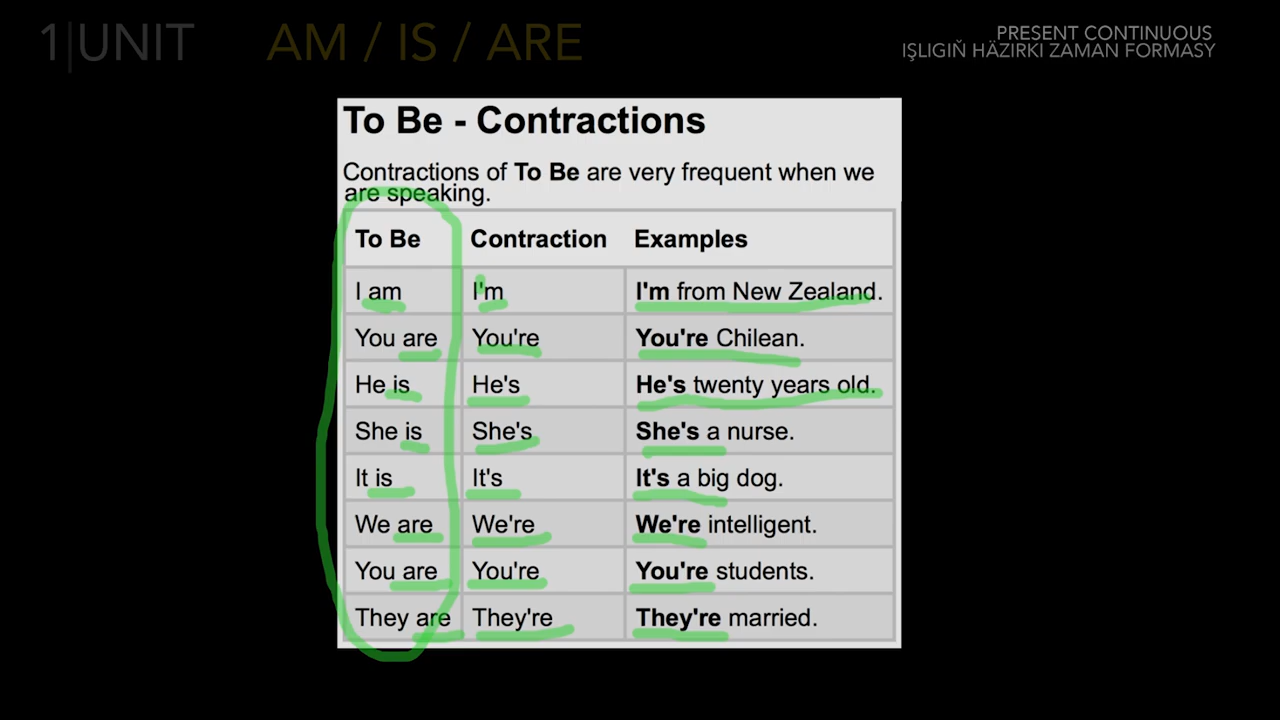 1|UNIT AM / IS / ARE
PRESENT CONTINUOUS
IŞLIGIŇ HÄZIRKI ZAMAN FORMASY
To Be - Contractions
Contractions of To Be are very frequent when we
are speaking.
To Be Contraction Examples
I am I'm I'm from New Zealand.
You are You're You're Chilean.
He is He's He's twenty years old.
She is She's She's a nurse.
It is It's It's a big dog.
We are We're We're intelligent.
You are You're You're students.
They are They're They're married.